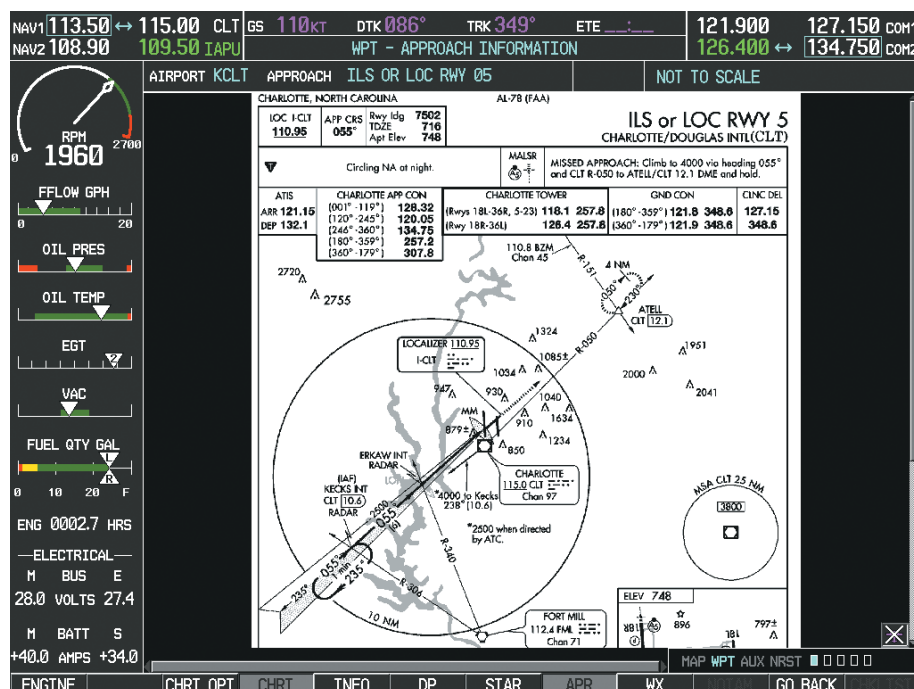 NAV1 113.50 ↔ 115.00 CLT
NAV2 108.90 109.50 IAPU
GS 110KT DTK 086° TRK 349° ETE __:__
WPT - APPROACH INFORMATION
121.900 127.150 COM1
126.400 ↔ 134.750 COM2
AIRPORT KCLT APPROACH ILS OR LOC RWY 05 NOT TO SCALE
RPM
1960
0 2700
FFLOW GPH
0 20
OIL PRES
OIL TEMP
EGT
VAC
FUEL QTY GAL
L
R
0 10 20 F
ENG 0002.7 HRS
ELECTRICAL
M BUS E
28.0 VOLTS 27.4
M BATT S
+40.0 AMPS +34.0
CHARLOTTE, NORTH CAROLINA AL-78 (FAA)
LOC I-CLT
110.95
APP CRS
055°
Rwy ldg 7502
TDZE 716
Apt Elev 748
ILS or LOC RWY 5
CHARLOTTE/DOUGLAS INTL(CLT)
T
Circling NA at night.
MALSR
A5
MISSED APPROACH: Climb to 4000 via heading 055°
and CLT R-050 to ATELL/CLT 12.1 DME and hold.
ATIS
ARR 121.15
DEP 132.1
CHARLOTTE APP CON
(001°-119°) 128.32
(120°-245°) 120.05
(246°-360°) 134.75
(180°-359°) 257.2
(360°-179°) 307.8
CHARLOTTE TOWER
(Rwys 18L-36R, 5-23) 118.1 257.8
(Rwy 18R-36L) 126.4 257.8
GND CON
(180°-359°) 121.8 348.6
(360°-179°) 121.9 348.6
CLNC DEL
127.15
348.6
110.8 BZM
Chan 45
R-151
4 NM
050°
230°
ATELL
CLT 12.1
2720
2755
R-050
1324
1951
LOCALIZER 110.95
I-CLT
1085±
1034
2000
2041
947
930
1040
1634
MM
910
879±
850
1234
ERKAW INT
RADAR
CHARLOTTE
115.0 CLT
Chan 97
(IAF)
KECKS INT
CLT 10.6
RADAR
*4000 to Kecks
238° (10.6)
2500
055°
(6)
*2500 when directed
by ATC.
MSA CLT 25 NM
3800
R-340
055°
1 min
235°
235°
R-306
10 NM
FORT MILL
112.4 FML
Chan 71
ELEV 748
896
797±
18R
18L
MAP WPT AUX NRST
ENGINE CHRT OPT CHRT INFO DP STAR APR WX NOTAM GO BACK CHKLIST